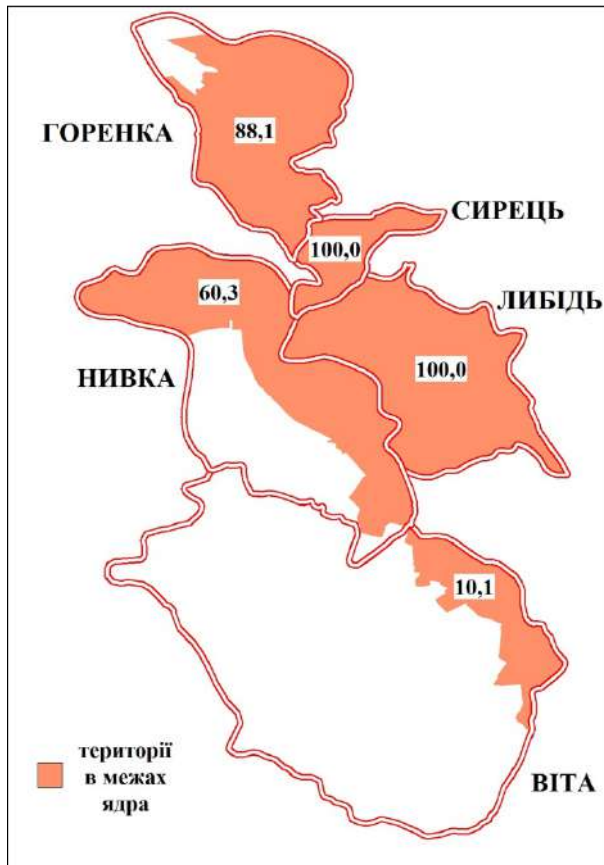 ГОРЕНКА
88,1
СИРЕЦЬ
100,0
60,3
ЛИБІДЬ
НИВКА
100,0
10,1
території
в межах
ядра
ВІТА